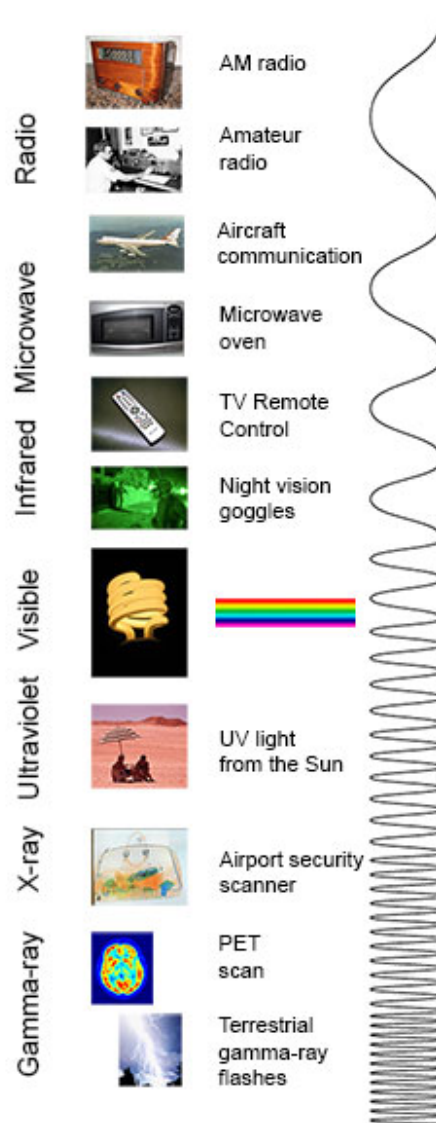 Radio
AM radio
Amateur
radio
Aircraft
communication
Microwave
Microwave
oven
Infrared
TV Remote
Control
Night vision
goggles
Visible
Ultraviolet
UV light
from the Sun
X-ray
Airport security
scanner
Gamma-ray
PET
scan
Terrestrial
gamma-ray
flashes